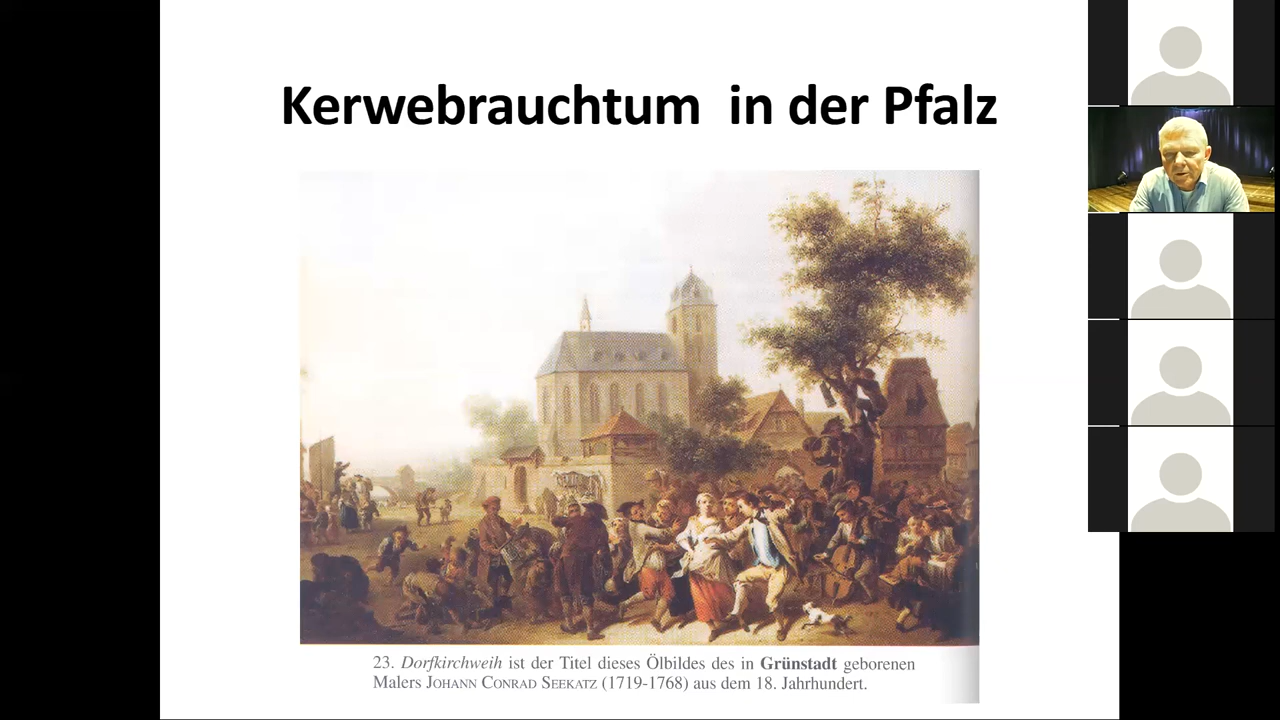 Kerwebrauchtum in der Pfalz
23. Dorfkirchweih ist der Titel dieses Ölbildes des in Grünstadt geborenen
Malers JOHANN CONRAD SEEKATZ (1719-1768) aus dem 18. Jahrhundert.